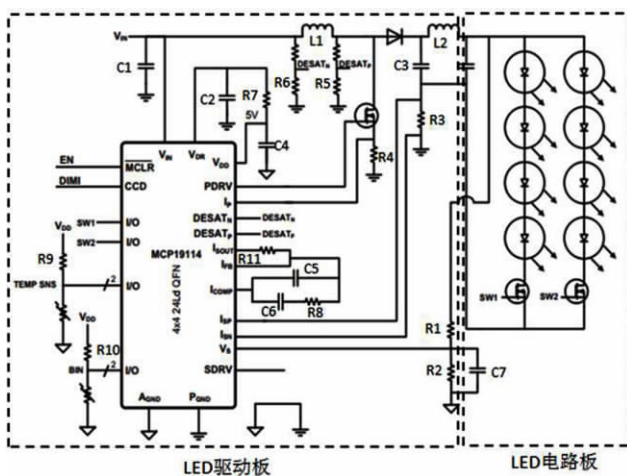 VIN
L1
L2
C1
R6
DESATN
R5
DESATP
C3
R7
C2
5V
C4
R3
R4
EN
DIMI
MCLR
CCD
VIN
VDR
VDD
PDRV
IP
SW1
SW2
I/O
I/O
DESATN
DESATN
DESATP
DESATP
MCP19114
4x4 24Ld QFN
VDD
R9
TEMP SNS
2
I/O
ISOUT
R11
IFB
ICOMP
C5
C6
R8
ISP
ISN
VS
R1
R2
C7
VDD
R10
BIN
2
I/O
SDRV
AGND
PGND
SW1
SW2
LED驱动板
LED电路板